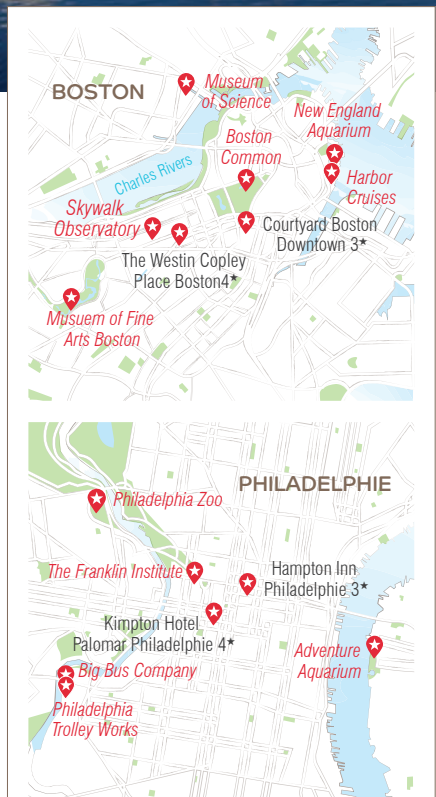 BOSTON
Museum
of Science
New England
Aquarium
Boston
Common
Charles Rivers
Harbor
Cruises
Skywalk
Observatory
Courtyard Boston
Downtown 3★
The Westin Copley
Place Boston4★
Musuem of Fine
Arts Boston
PHILADELPHIE
Philadelphia Zoo
The Franklin Institute
Hampton Inn
Philadelphie 3★
Kimpton Hotel
Palomar Philadelphie 4★
Adventure
Aquarium
Big Bus Company
Philadelphia
Trolley Works